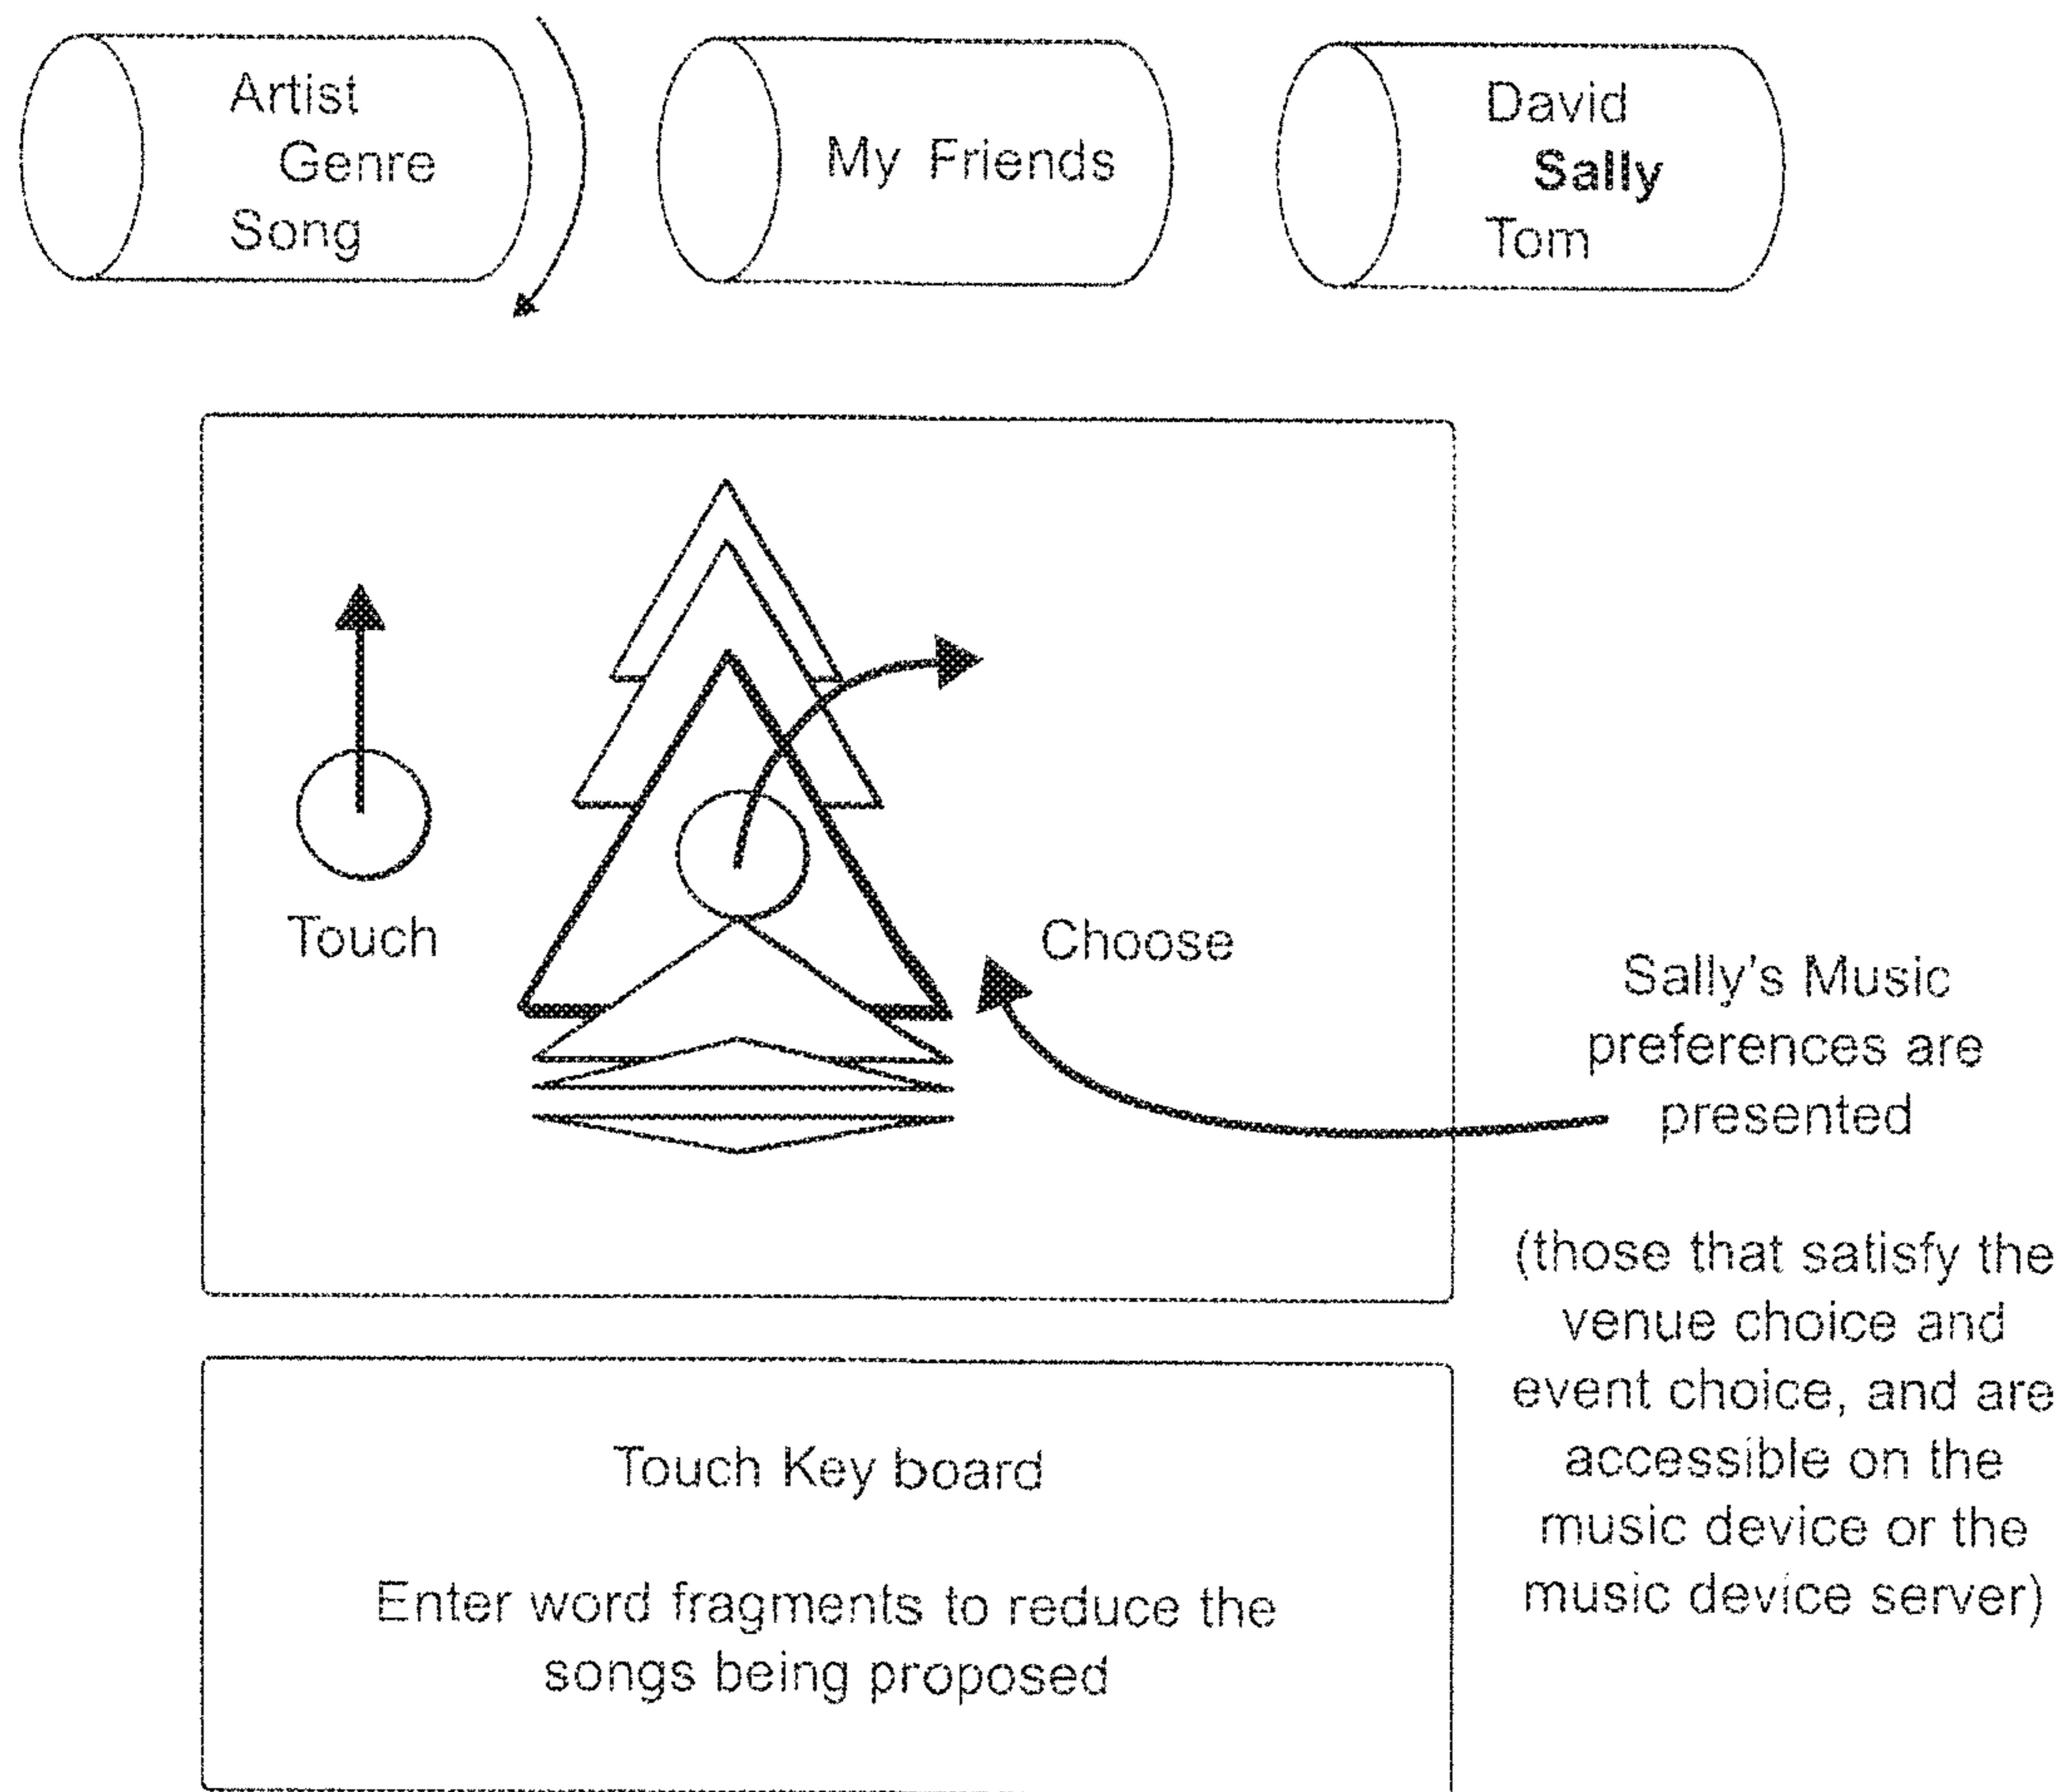 Artist
Genre
Song
My Friends
David
Sally
Tom
Touch
Choose
Sally's Music
preferences are
presented
(those that satisfy the
venue choice and
event choice, and are
accessible on the
music device or the
music device server)
Touch Key board
Enter word fragments to reduce the
songs being proposed